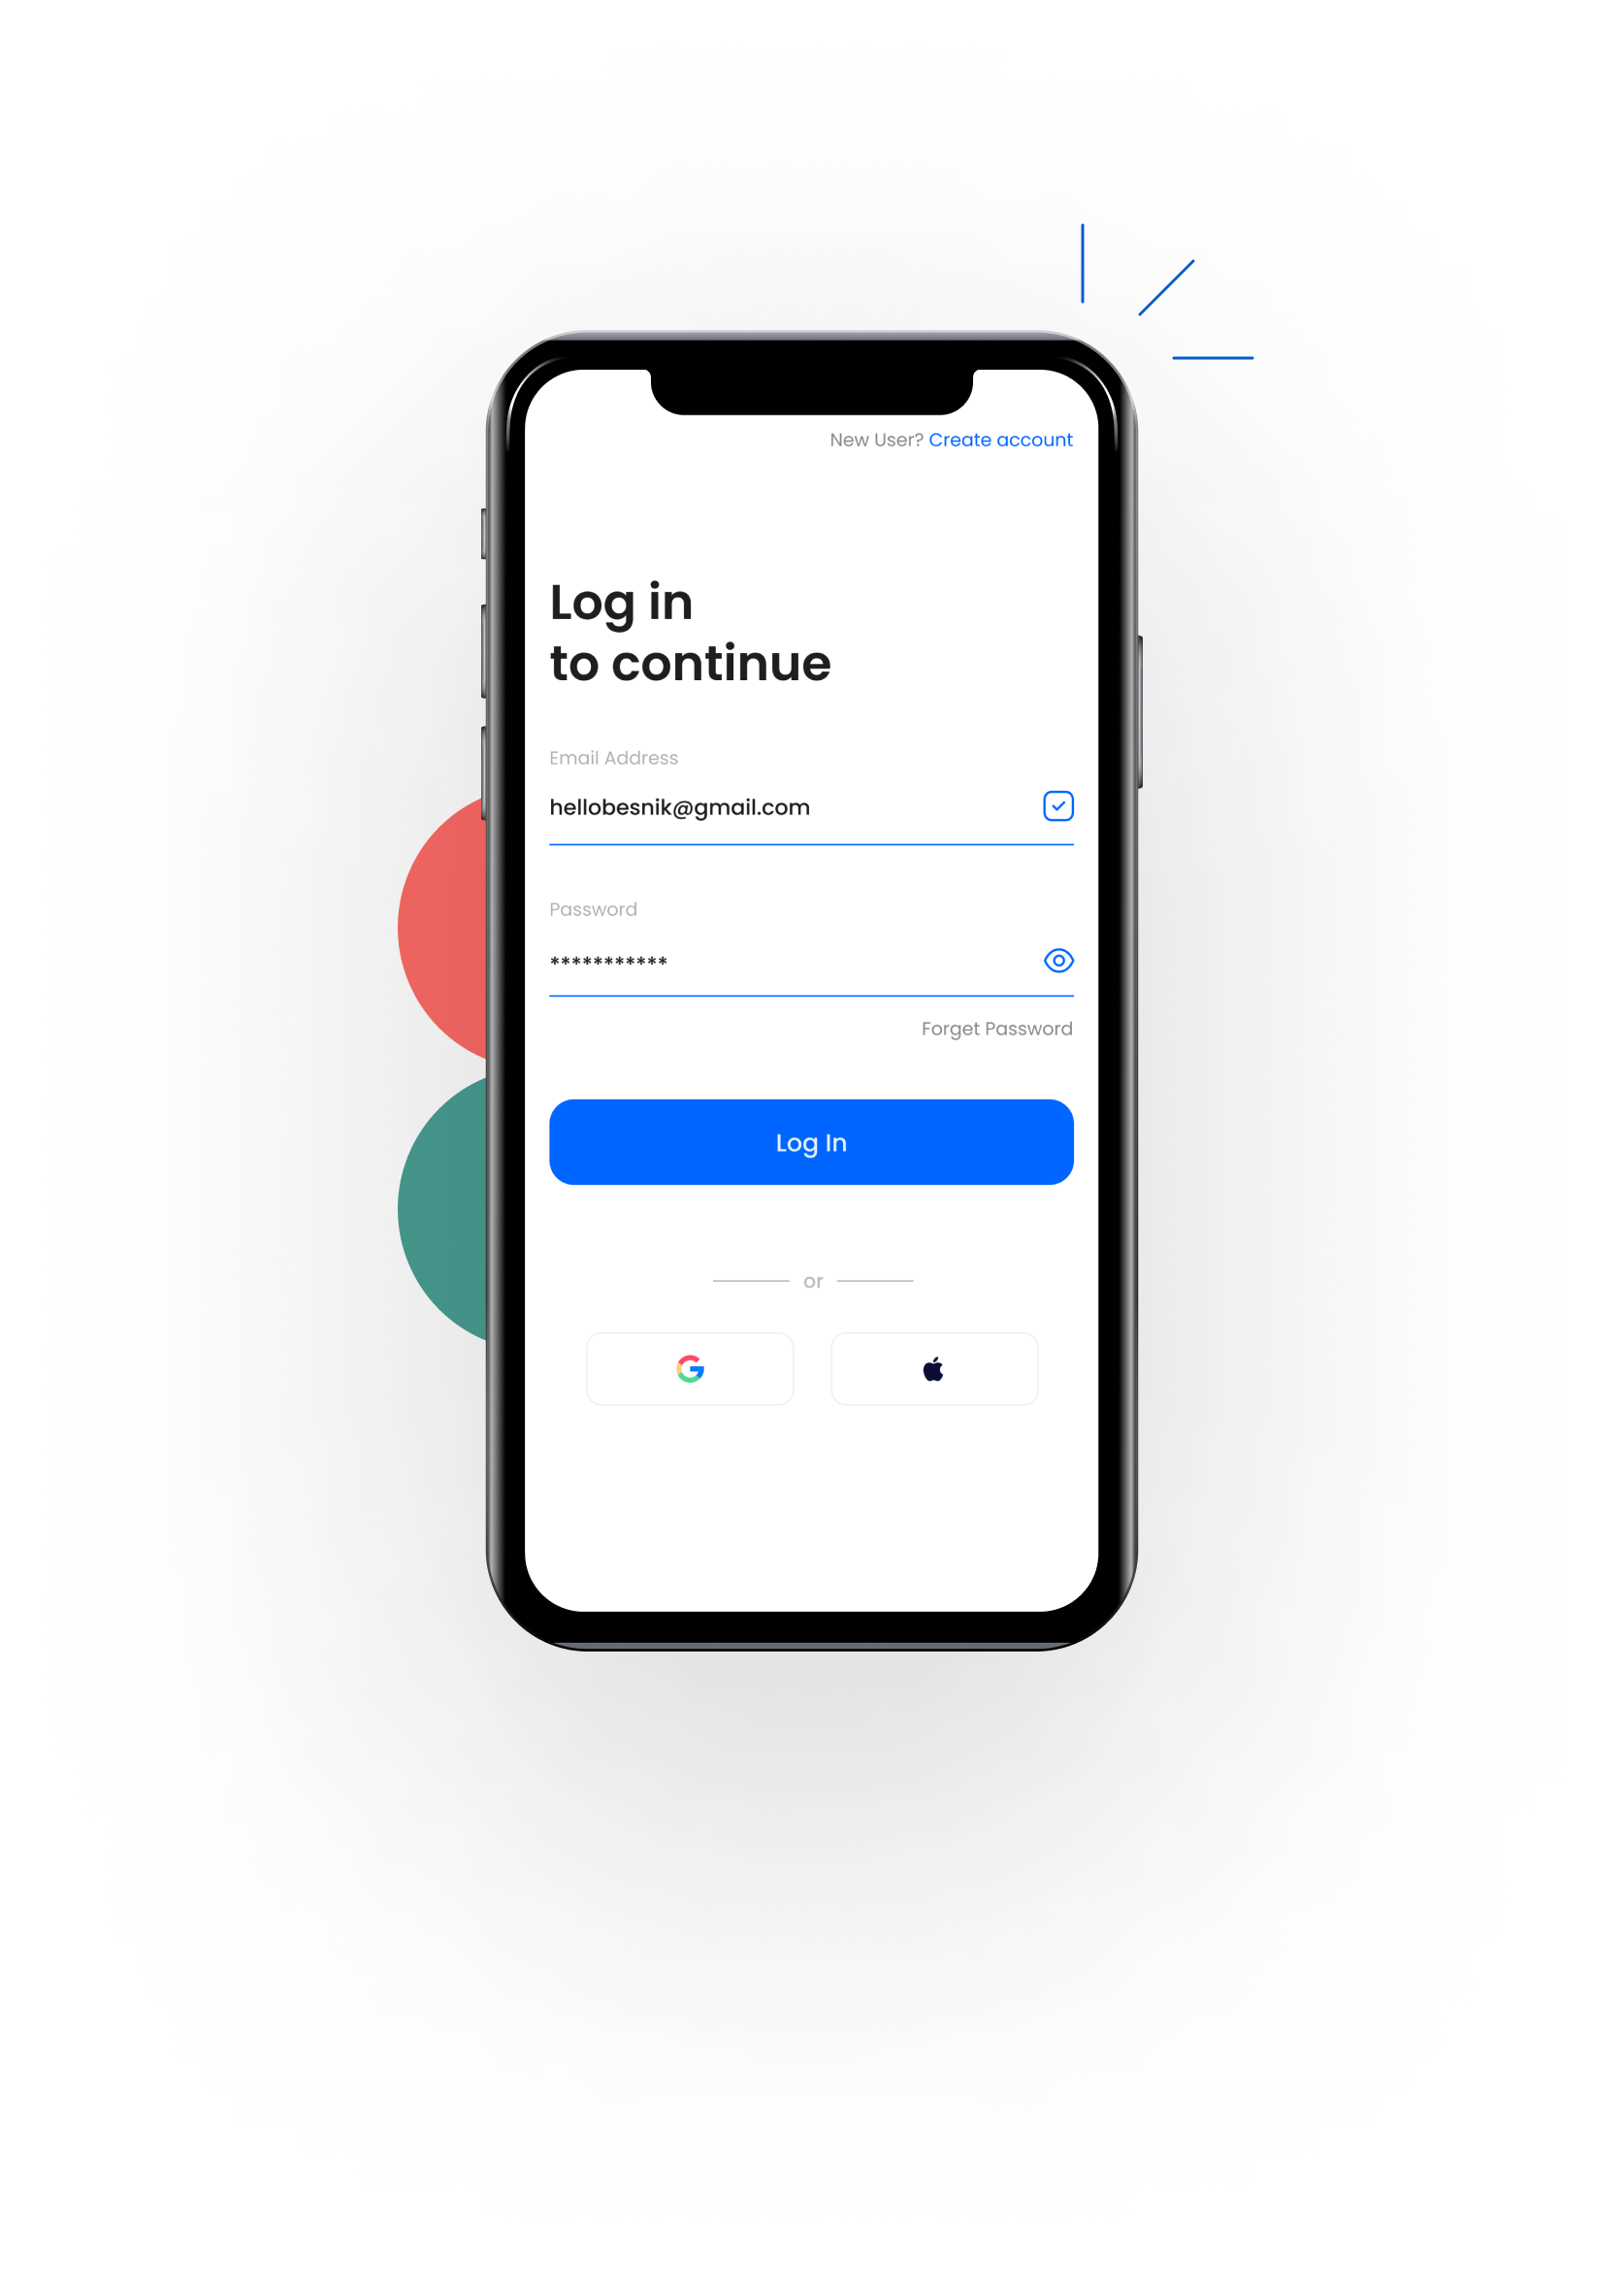 New User? Create account
Log in
to continue
Email Address
hellobesnik@gmail.com
Password
***********
Forget Password
Log In
or